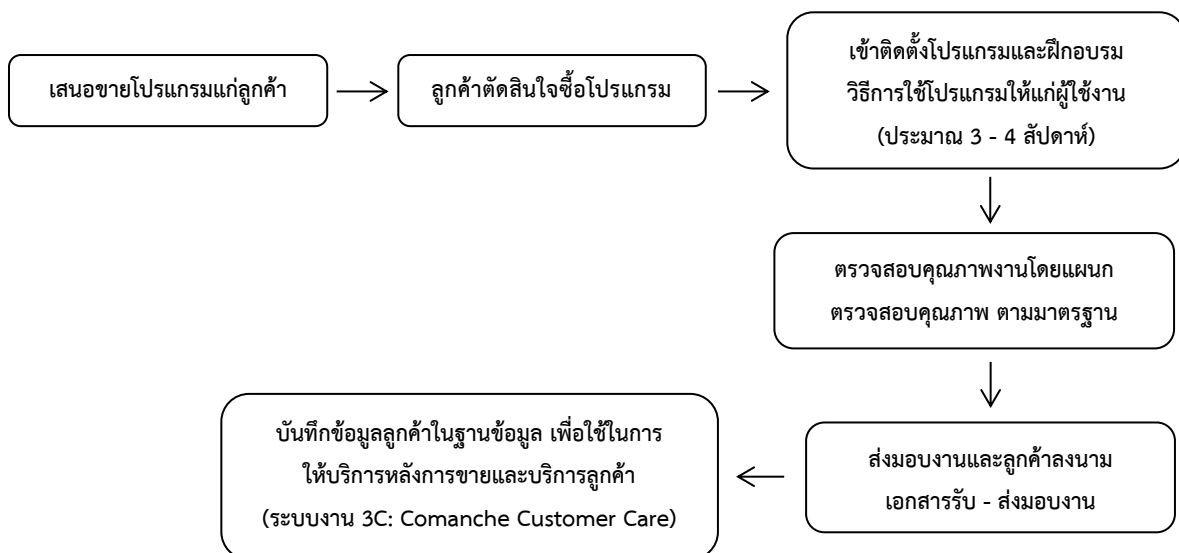 เสนอขายโปรแกรมแก่ลูกค้า
ลูกค้าตัดสินใจซื้อโปรแกรม
เข้าติดตั้งโปรแกรมและฝึกอบรม
วิธีการใช้โปรแกรมให้แก่ผู้ใช้งาน
(ประมาณ 3 - 4 สัปดาห์)
ตรวจสอบคุณภาพงานโดยแผนก
ตรวจสอบคุณภาพ ตามมาตรฐาน
ส่งมอบงานและลูกค้าลงนาม
เอกสารรับ - ส่งมอบงาน
บันทึกข้อมูลลูกค้าในฐานข้อมูล เพื่อใช้ในการ
ให้บริการหลังการขายและบริการลูกค้า
(ระบบงาน 3C: Comanche Customer Care)